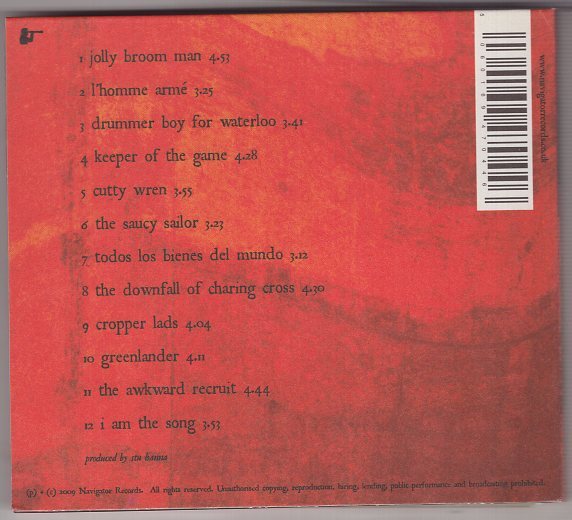 1 jolly broom man 4.53
2 l'homme armé 3.25
3 drummer boy for waterloo 3.41
4 keeper of the game 4.28
5 cutty wren 3.55
6 the saucy sailor 3.23
7 todos los bienes del mundo 3.12
8 the downfall of charing cross 4.30
9 cropper lads 4.04
10 greenlander 4.11
11 the awkward recruit 4.44
12 i am the song 3.53
produced by stu hanna
(p) + (c) 2009 Navigator Records. All rights reserved. Unauthorised copying, reproduction, hiring, lending, public performance and broadcasting prohibited.
www.navigatorrecords.co.uk